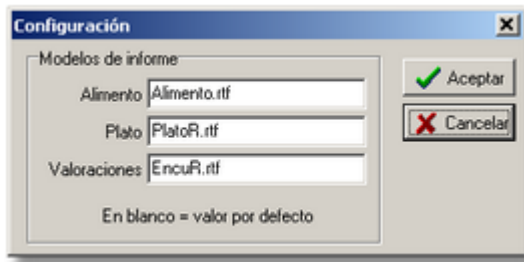 Configuración
Modelos de informe
Alimento Alimento.rtf
Plato PlatoR.rtf
Valoraciones EncuR.rtf
En blanco = valor por defecto
Aceptar
Cancelar